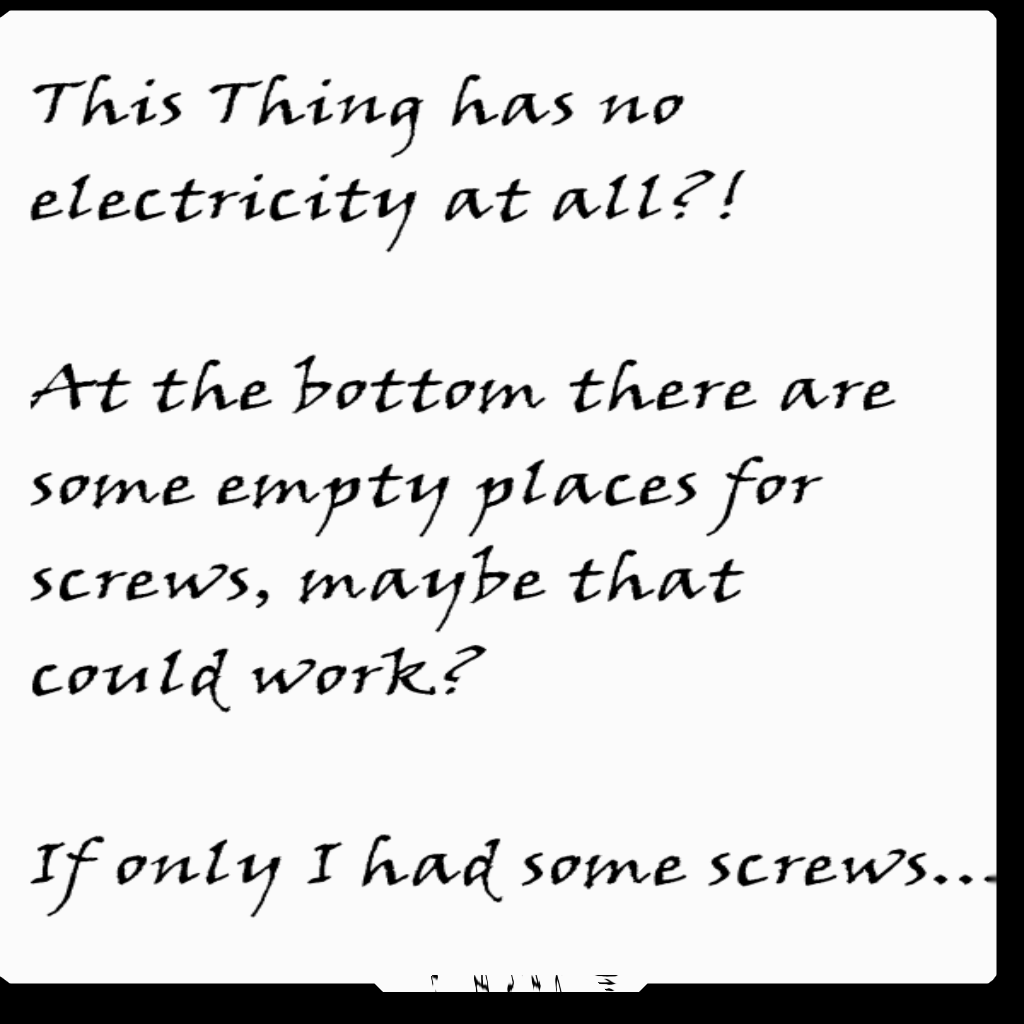 This Thing has no
electricity at all?!
At the bottom there are
some empty places for
screws, maybe that
could work?
If only I had some screws...